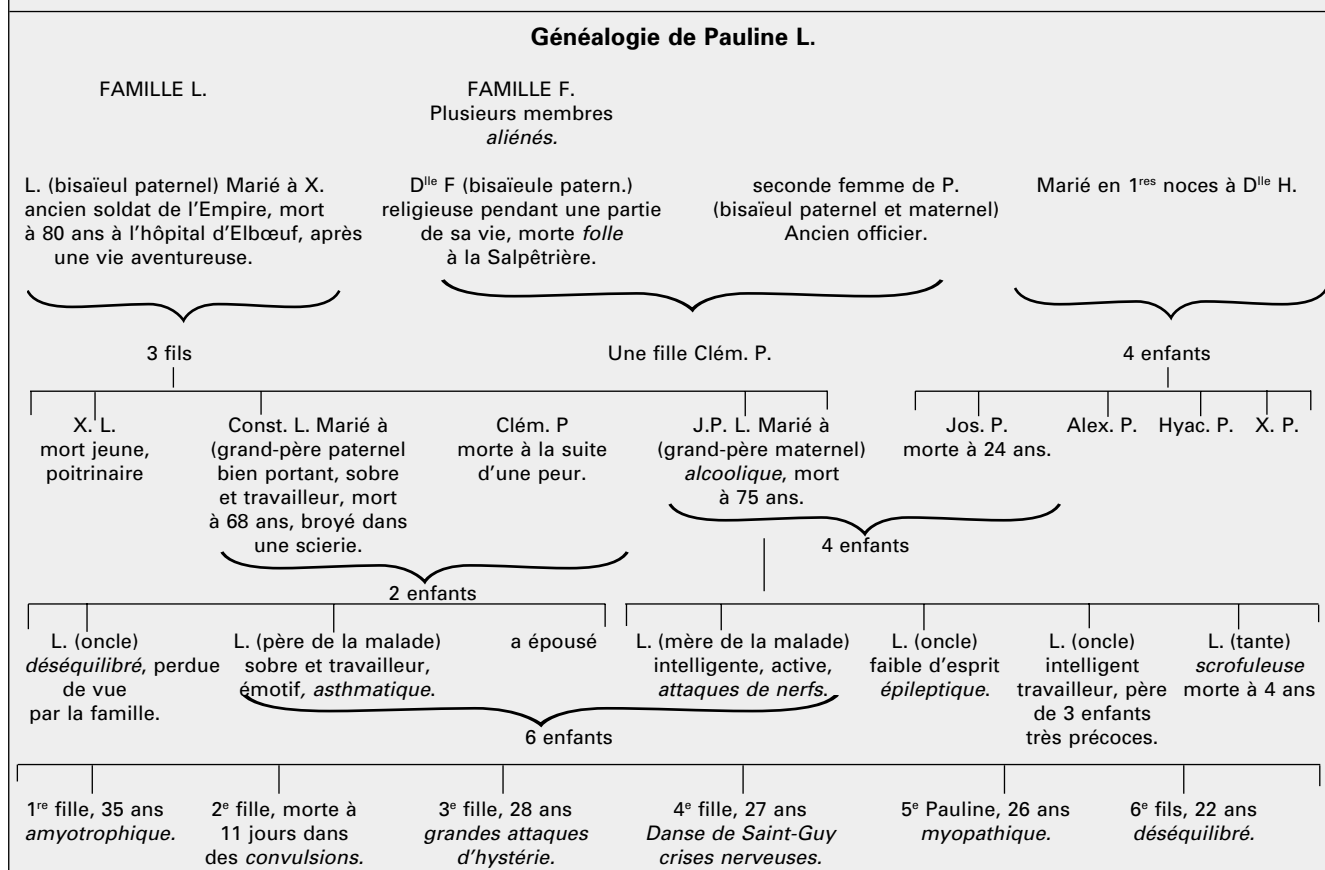 Généalogie de Pauline L.
FAMILLE L.
FAMILLE F.
Plusieurs membres
aliénés.
L. (bisaïeul paternel) Marié à X.
ancien soldat de l'Empire, mort
à 80 ans à l'hôpital d'Elbœuf, après
une vie aventureuse.
Dlle F (bisaïeule patern.)
religieuse pendant une partie
de sa vie, morte folle
à la Salpêtrière.
seconde femme de P.
(bisaïeul paternel et maternel)
Ancien officier.
Marié en 1res noces à Dlle H.
3 fils
Une fille Clém. P.
4 enfants
X. L.
mort jeune,
poitrinaire
Const. L. Marié à
(grand-père paternel
bien portant, sobre
et travailleur, mort
à 68 ans, broyé dans
une scierie.
Clém. P
morte à la suite
d'une peur.
J.P. L. Marié à
(grand-père maternel)
alcoolique, mort
à 75 ans.
Jos. P.
morte à 24 ans.
Alex. P.
Hyac. P.
X. P.
2 enfants
4 enfants
L. (oncle)
déséquilibré, perdue
de vue
par la famille.
L. (père de la malade)
sobre et travailleur,
émotif, asthmatique.
a épousé
L. (mère de la malade)
intelligente, active,
attaques de nerfs.
L. (oncle)
faible d'esprit
épileptique.
L. (oncle)
intelligent
travailleur, père
de 3 enfants
très précoces.
L. (tante)
scrofuleuse
morte à 4 ans
6 enfants
1re fille, 35 ans
amyotrophique.
2e fille, morte à
11 jours dans
des convulsions.
3e fille, 28 ans
grandes attaques
d'hystérie.
4e fille, 27 ans
Danse de Saint-Guy
crises nerveuses.
5e Pauline, 26 ans
myopathique.
6e fils, 22 ans
déséquilibré.